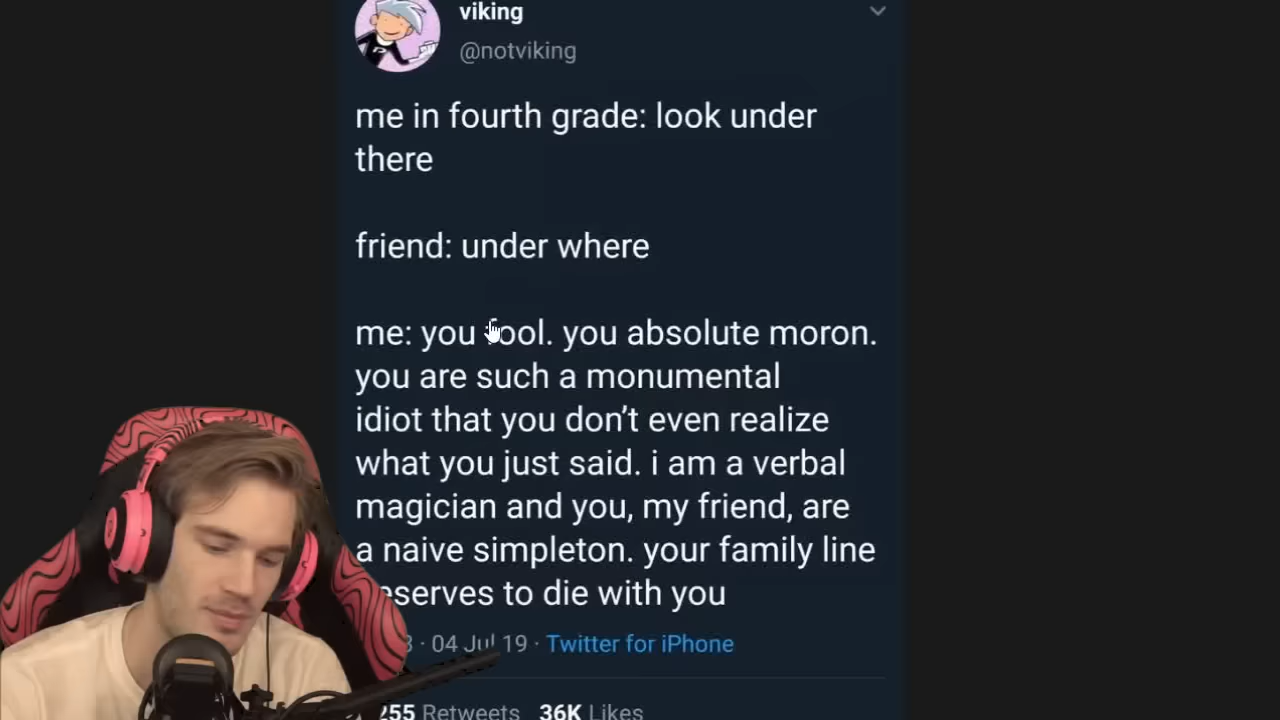 viking
@notviking
me in fourth grade: look under
there
friend: under where
me: you fool. you absolute moron.
you are such a monumental
idiot that you don’t even realize
what you just said. i am a verbal
magician and you, my friend, are
a naive simpleton. your family line
deserves to die with you
· 04 Jul 19 · Twitter for iPhone
Retweets 36K Likes